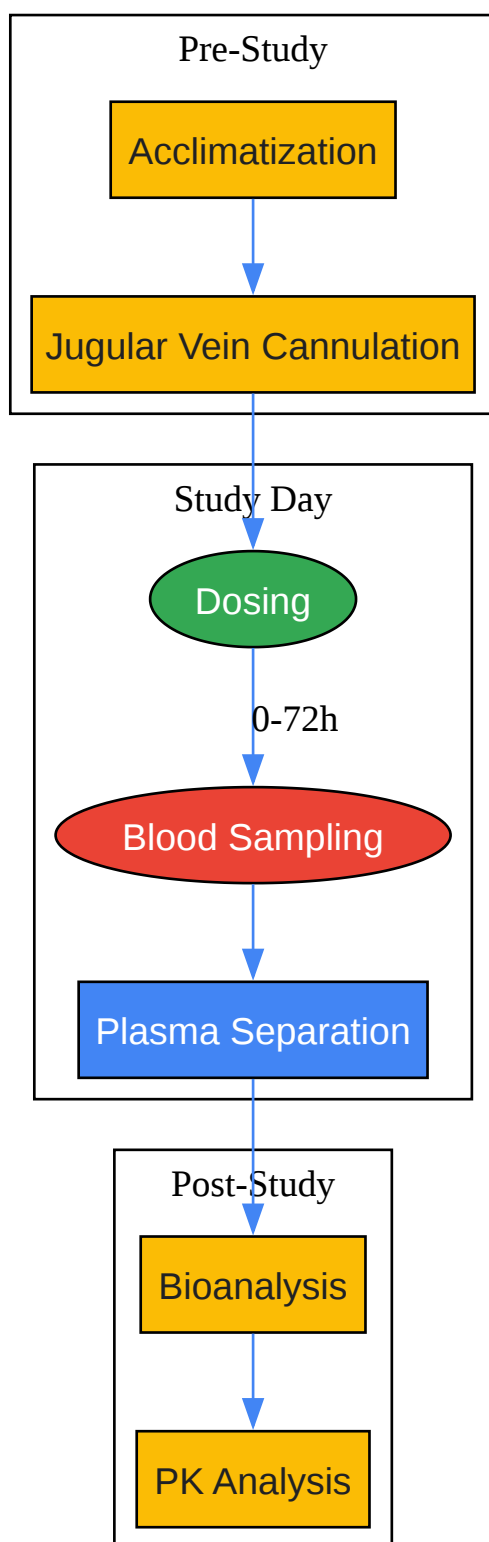 Pre-Study
Acclimatization
Jugular Vein Cannulation
Study Day
Dosing
0-72h
Blood Sampling
Plasma Separation
Post-Study
Bioanalysis
PK Analysis